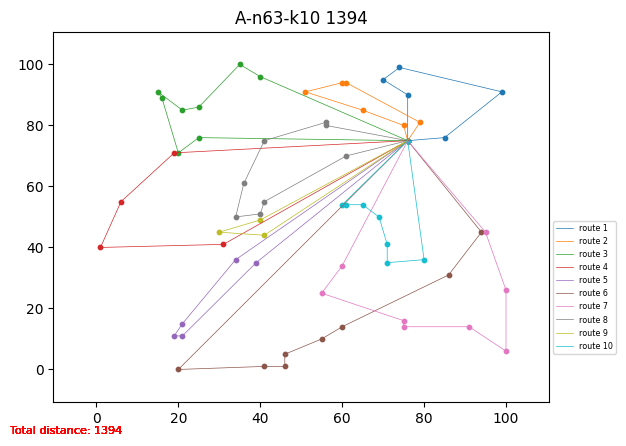 A-n63-k10 1394
100
80
60
40
20
0
0 20 40 60 80 100
route 1
route 2
route 3
route 4
route 5
route 6
route 7
route 8
route 9
route 10
Total distance: 1394